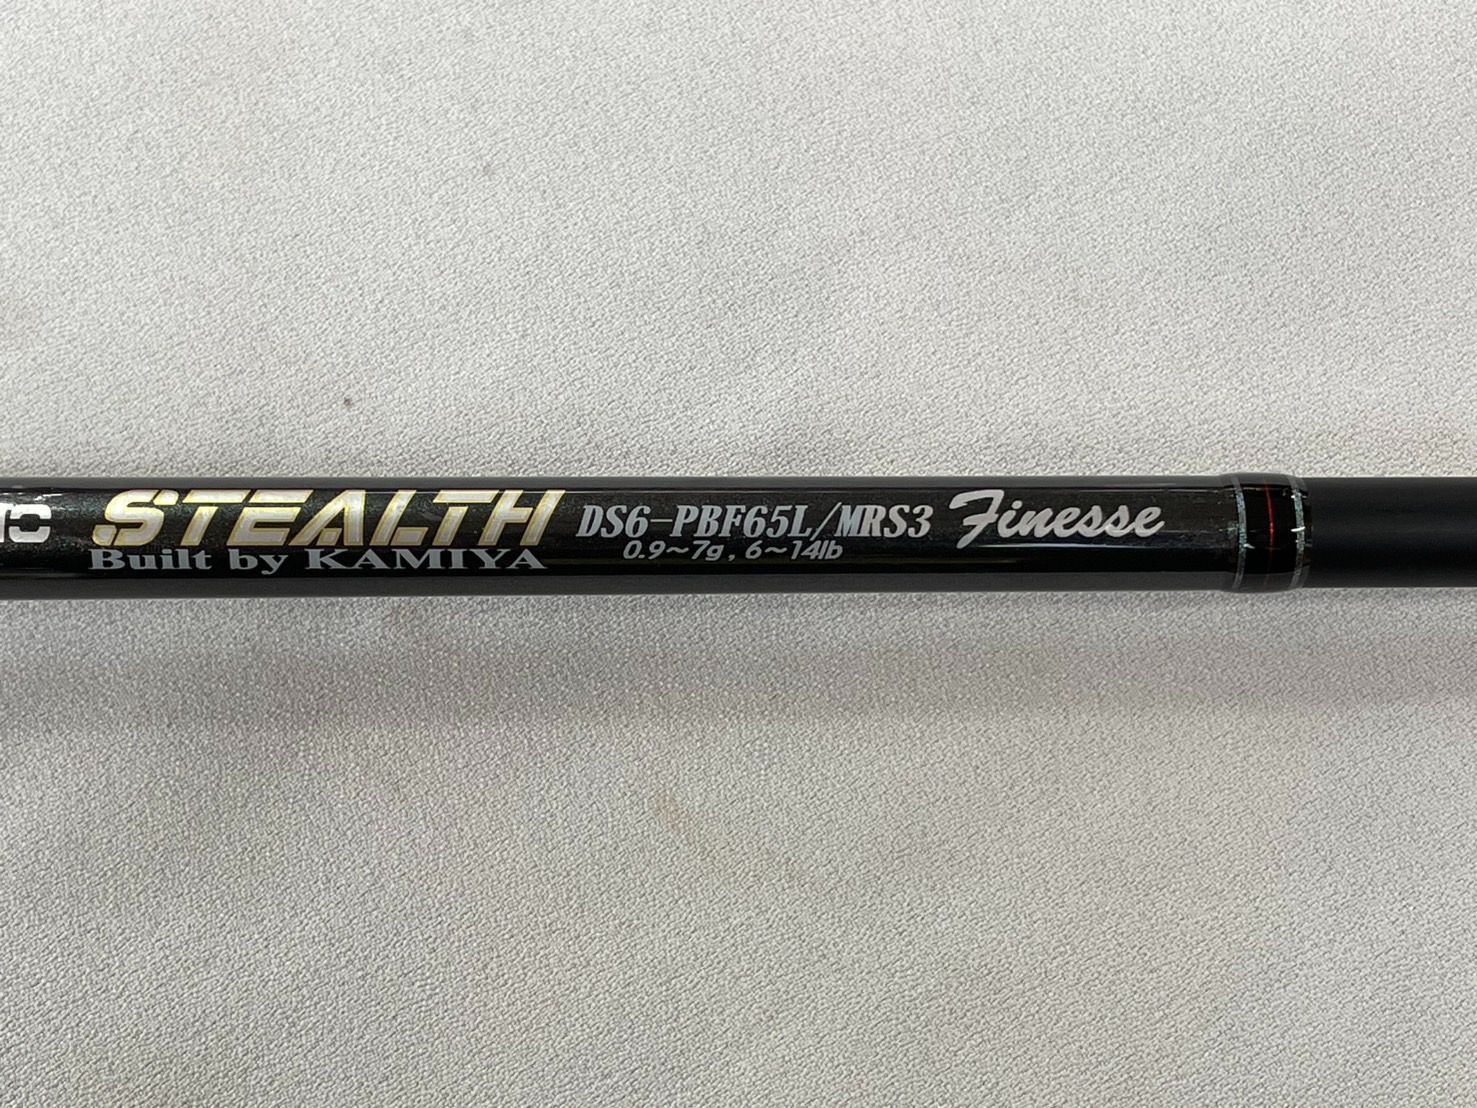 STEALTH DS6-PBF65L/MRS3 Finesse
Built by KAMIYA 0.9~7g, 6~14lb